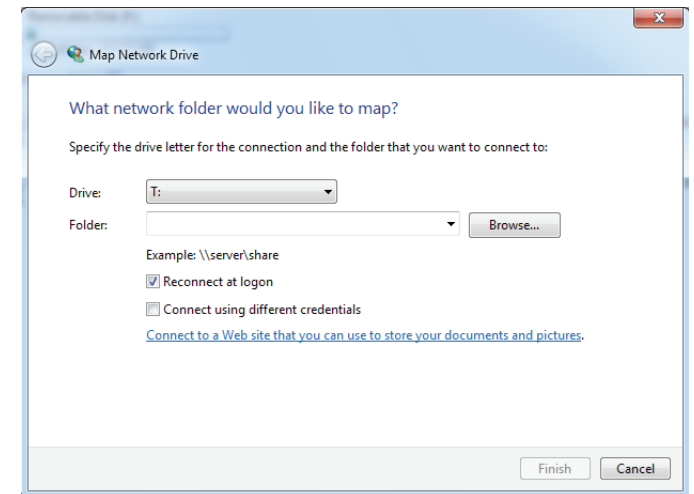 Removable Disk (F:)
Map Network Drive
What network folder would you like to map?
Specify the drive letter for the connection and the folder that you want to connect to:
Drive: T:
Folder: Browse...
Example: \\server\share
Reconnect at logon
Connect using different credentials
Connect to a Web site that you can use to store your documents and pictures.
Finish Cancel